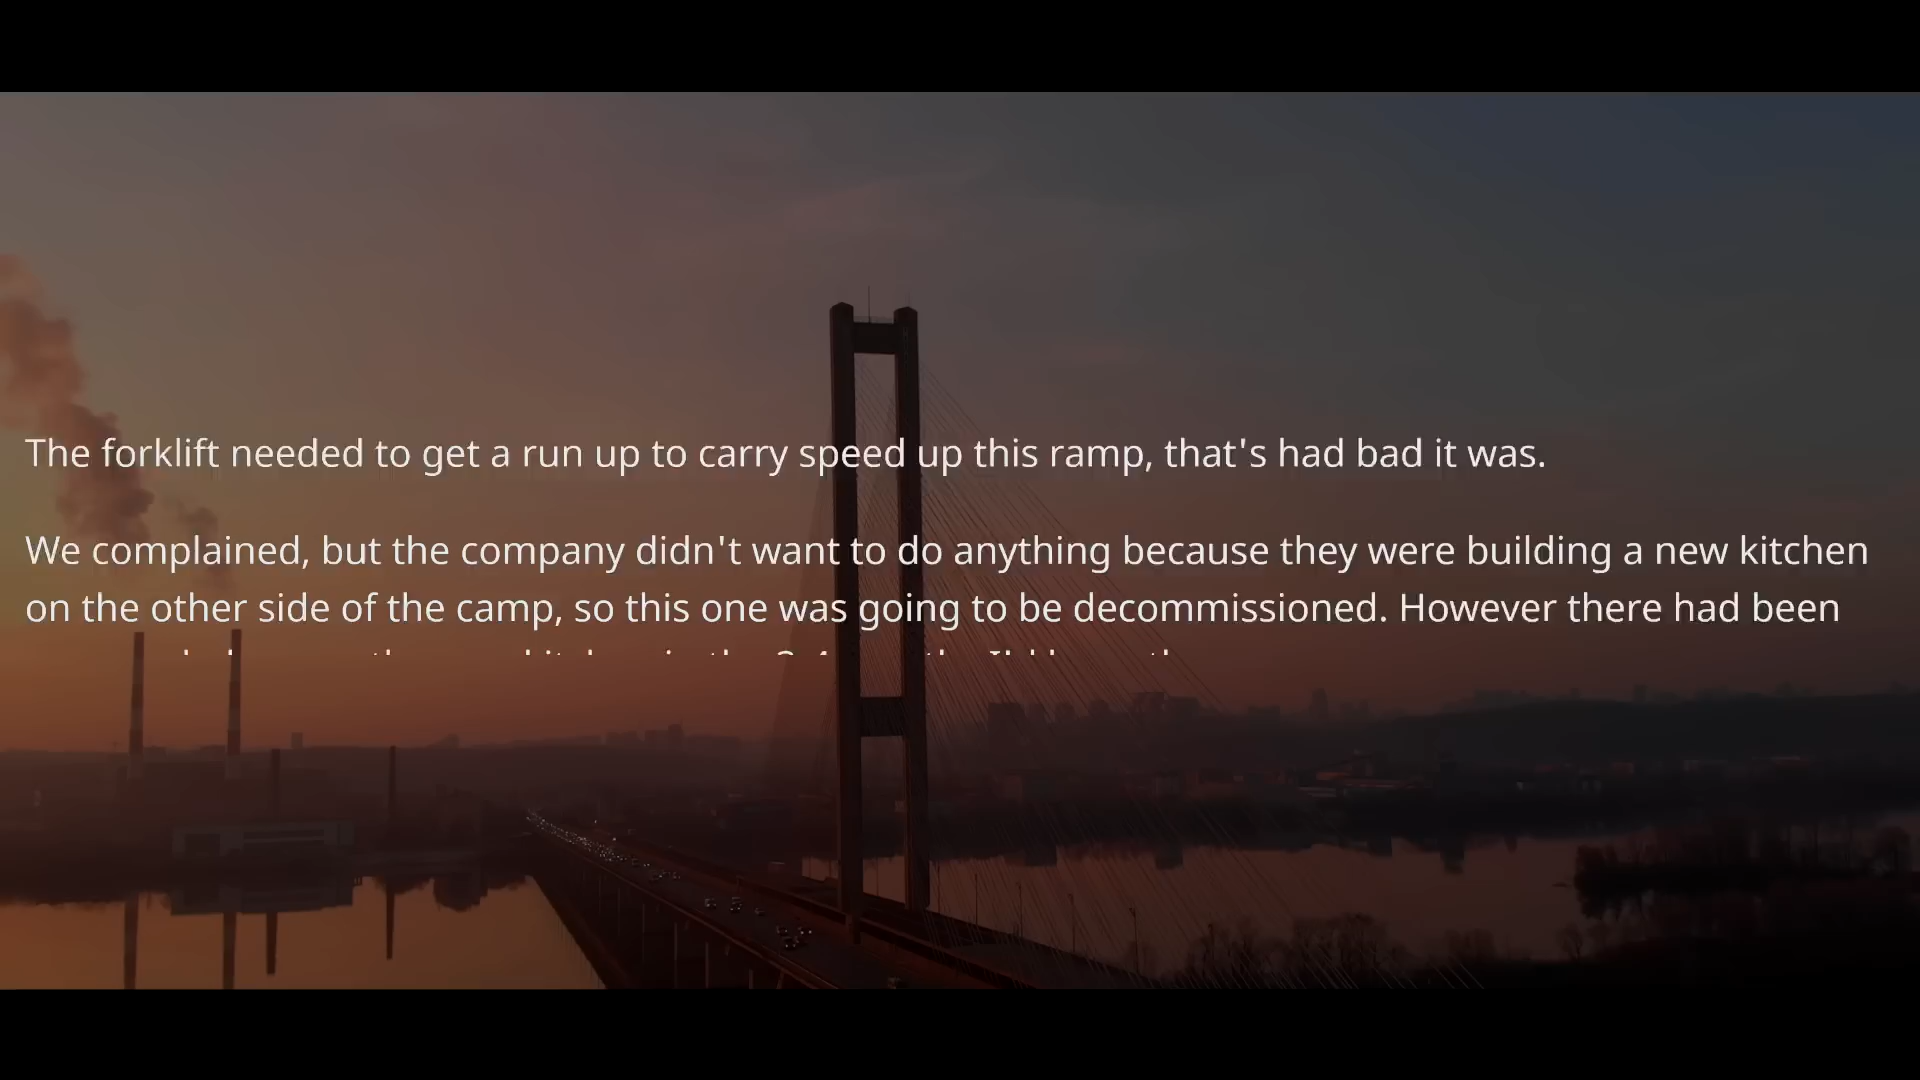 The forklift needed to get a run up to carry speed up this ramp, that's had bad it was.
We complained, but the company didn't want to do anything because they were building a new kitchen
on the other side of the camp, so this one was going to be decommissioned. However there had been